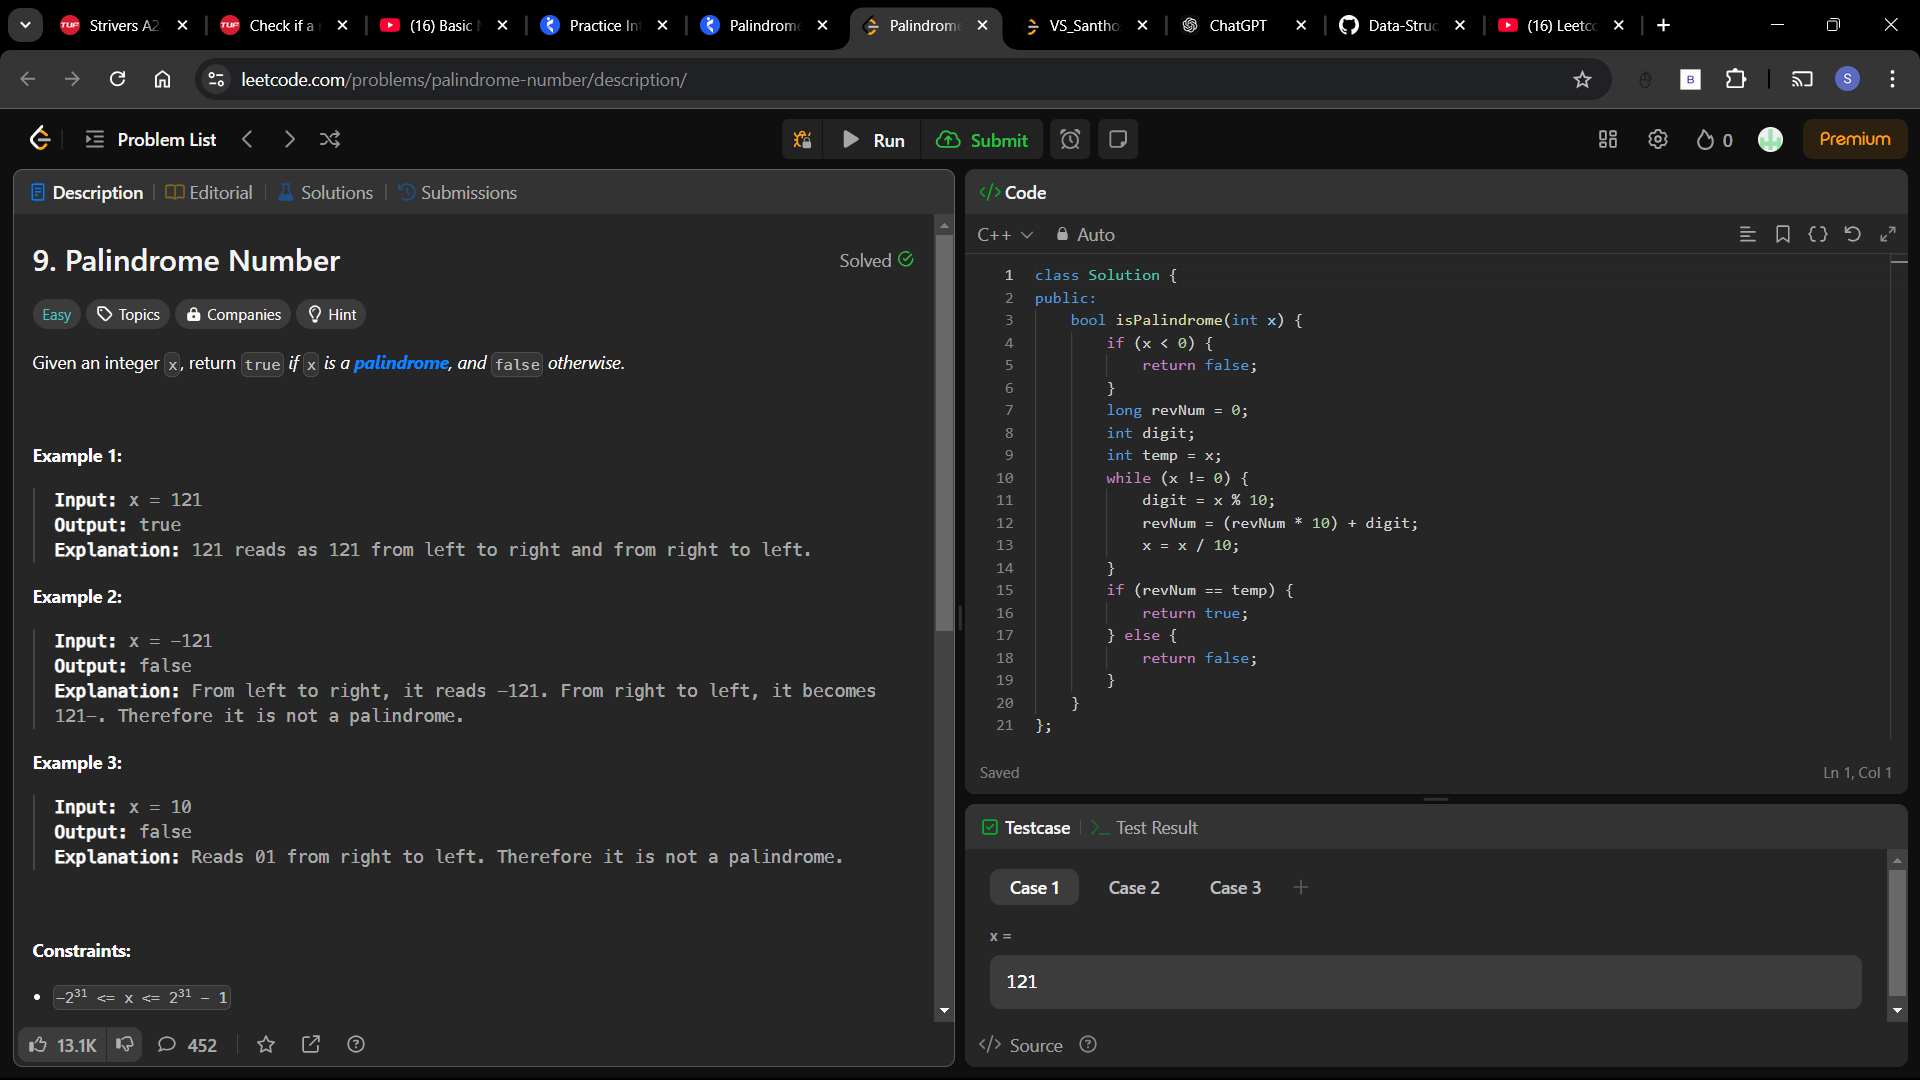 Strivers A2
Check if a
(16) Basic
Practice In
Palindrome
Palindrome
VS_Santho
ChatGPT
Data-Struc
(16) Leetc
leetcode.com/problems/palindrome-number/description/
B
S
Problem List
Run
Submit
0
Premium
Description
Editorial
Solutions
Submissions
9. Palindrome Number
Solved
Easy
Topics
Companies
Hint
Given an integer x, return true if x is a palindrome, and false otherwise.
Example 1:
Input: x = 121
Output: true
Explanation: 121 reads as 121 from left to right and from right to left.
Example 2:
Input: x = -121
Output: false
Explanation: From left to right, it reads -121. From right to left, it becomes
121-. Therefore it is not a palindrome.
Example 3:
Input: x = 10
Output: false
Explanation: Reads 01 from right to left. Therefore it is not a palindrome.
Constraints:
• -2³¹ <= x <= 2³¹ - 1
13.1K
452
</> Code
C++
Auto
1 class Solution {
2 public:
3     bool isPalindrome(int x) {
4         if (x < 0) {
5             return false;
6         }
7         long revNum = 0;
8         int digit;
9         int temp = x;
10         while (x != 0) {
11             digit = x % 10;
12             revNum = (revNum * 10) + digit;
13             x = x / 10;
14         }
15         if (revNum == temp) {
16             return true;
17         } else {
18             return false;
19         }
20     }
21 };
Saved
Ln 1, Col 1
Testcase
Test Result
Case 1
Case 2
Case 3
x =
121
</> Source